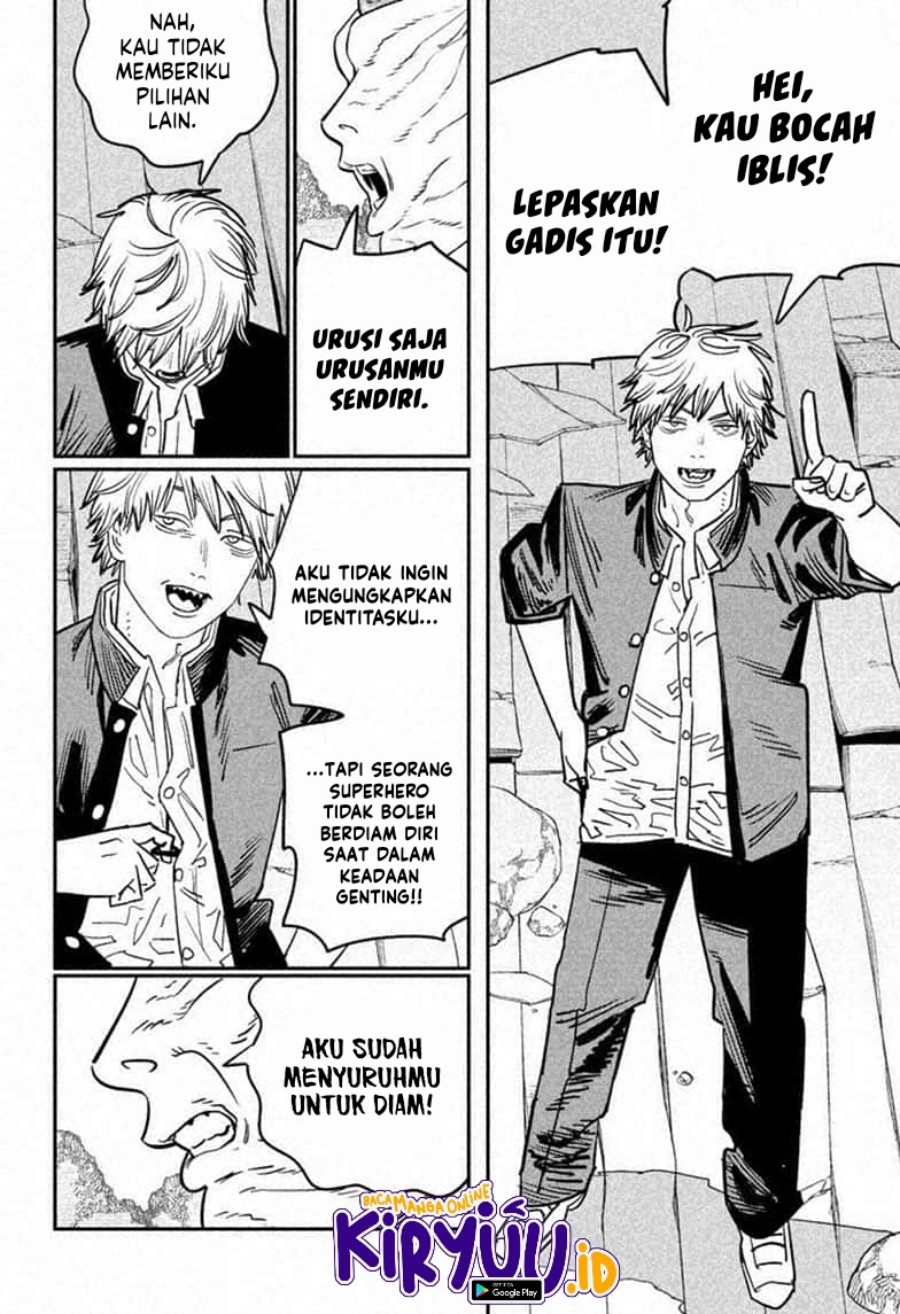 HEI,
KAU BOCAH
IBLIS!
LEPASKAN
GADIS ITU!
URUSI SAJA
URUSANMU
SENDIRI.
NAH,
KAU TIDAK
MEMBERIKU
PILIHAN
LAIN.
AKU TIDAK INGIN
MENGUNGKAPKAN
IDENTITASKU...
...TAPI SEORANG
SUPERHERO
TIDAK BOLEH
BERDIAM DIRI
SAAT DALAM
KEADAAN
GENTING!!
AKU SUDAH
MENYURUHMU
UNTUK DIAM!
BACA MANGA ONLINE
KIRYUU.ID
Google Play